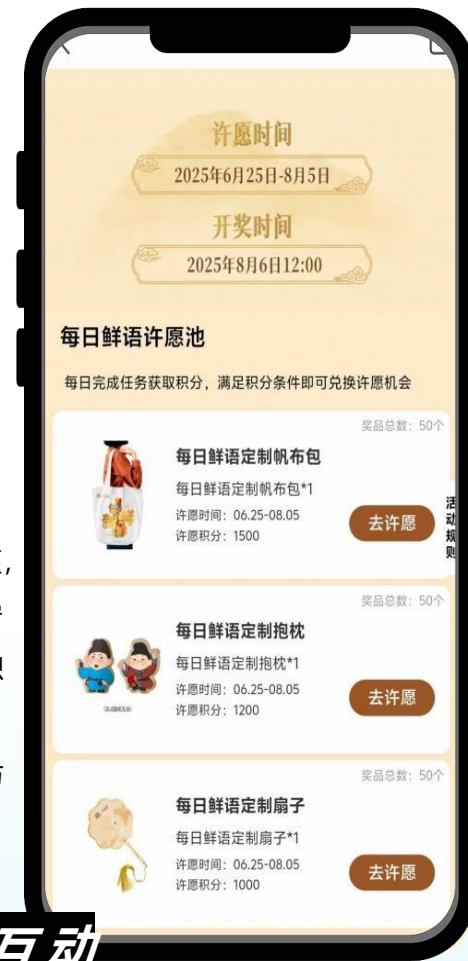 许愿时间
2025年6月25日-8月5日
开奖时间
2025年8月6日12:00
每日鲜语许愿池
每日完成任务获取积分，满足积分条件即可兑换许愿机会
奖品总数：50个
每日鲜语定制帆布包
每日鲜语定制帆布包*1
许愿时间：06.25-08.05
许愿积分：1500
去许愿
活动规则
奖品总数：50个
每日鲜语定制抱枕
每日鲜语定制抱枕*1
许愿时间：06.25-08.05
许愿积分：1200
去许愿
奖品总数：50个
每日鲜语定制扇子
每日鲜语定制扇子*1
许愿时间：06.25-08.05
许愿积分：1000
去许愿
互动